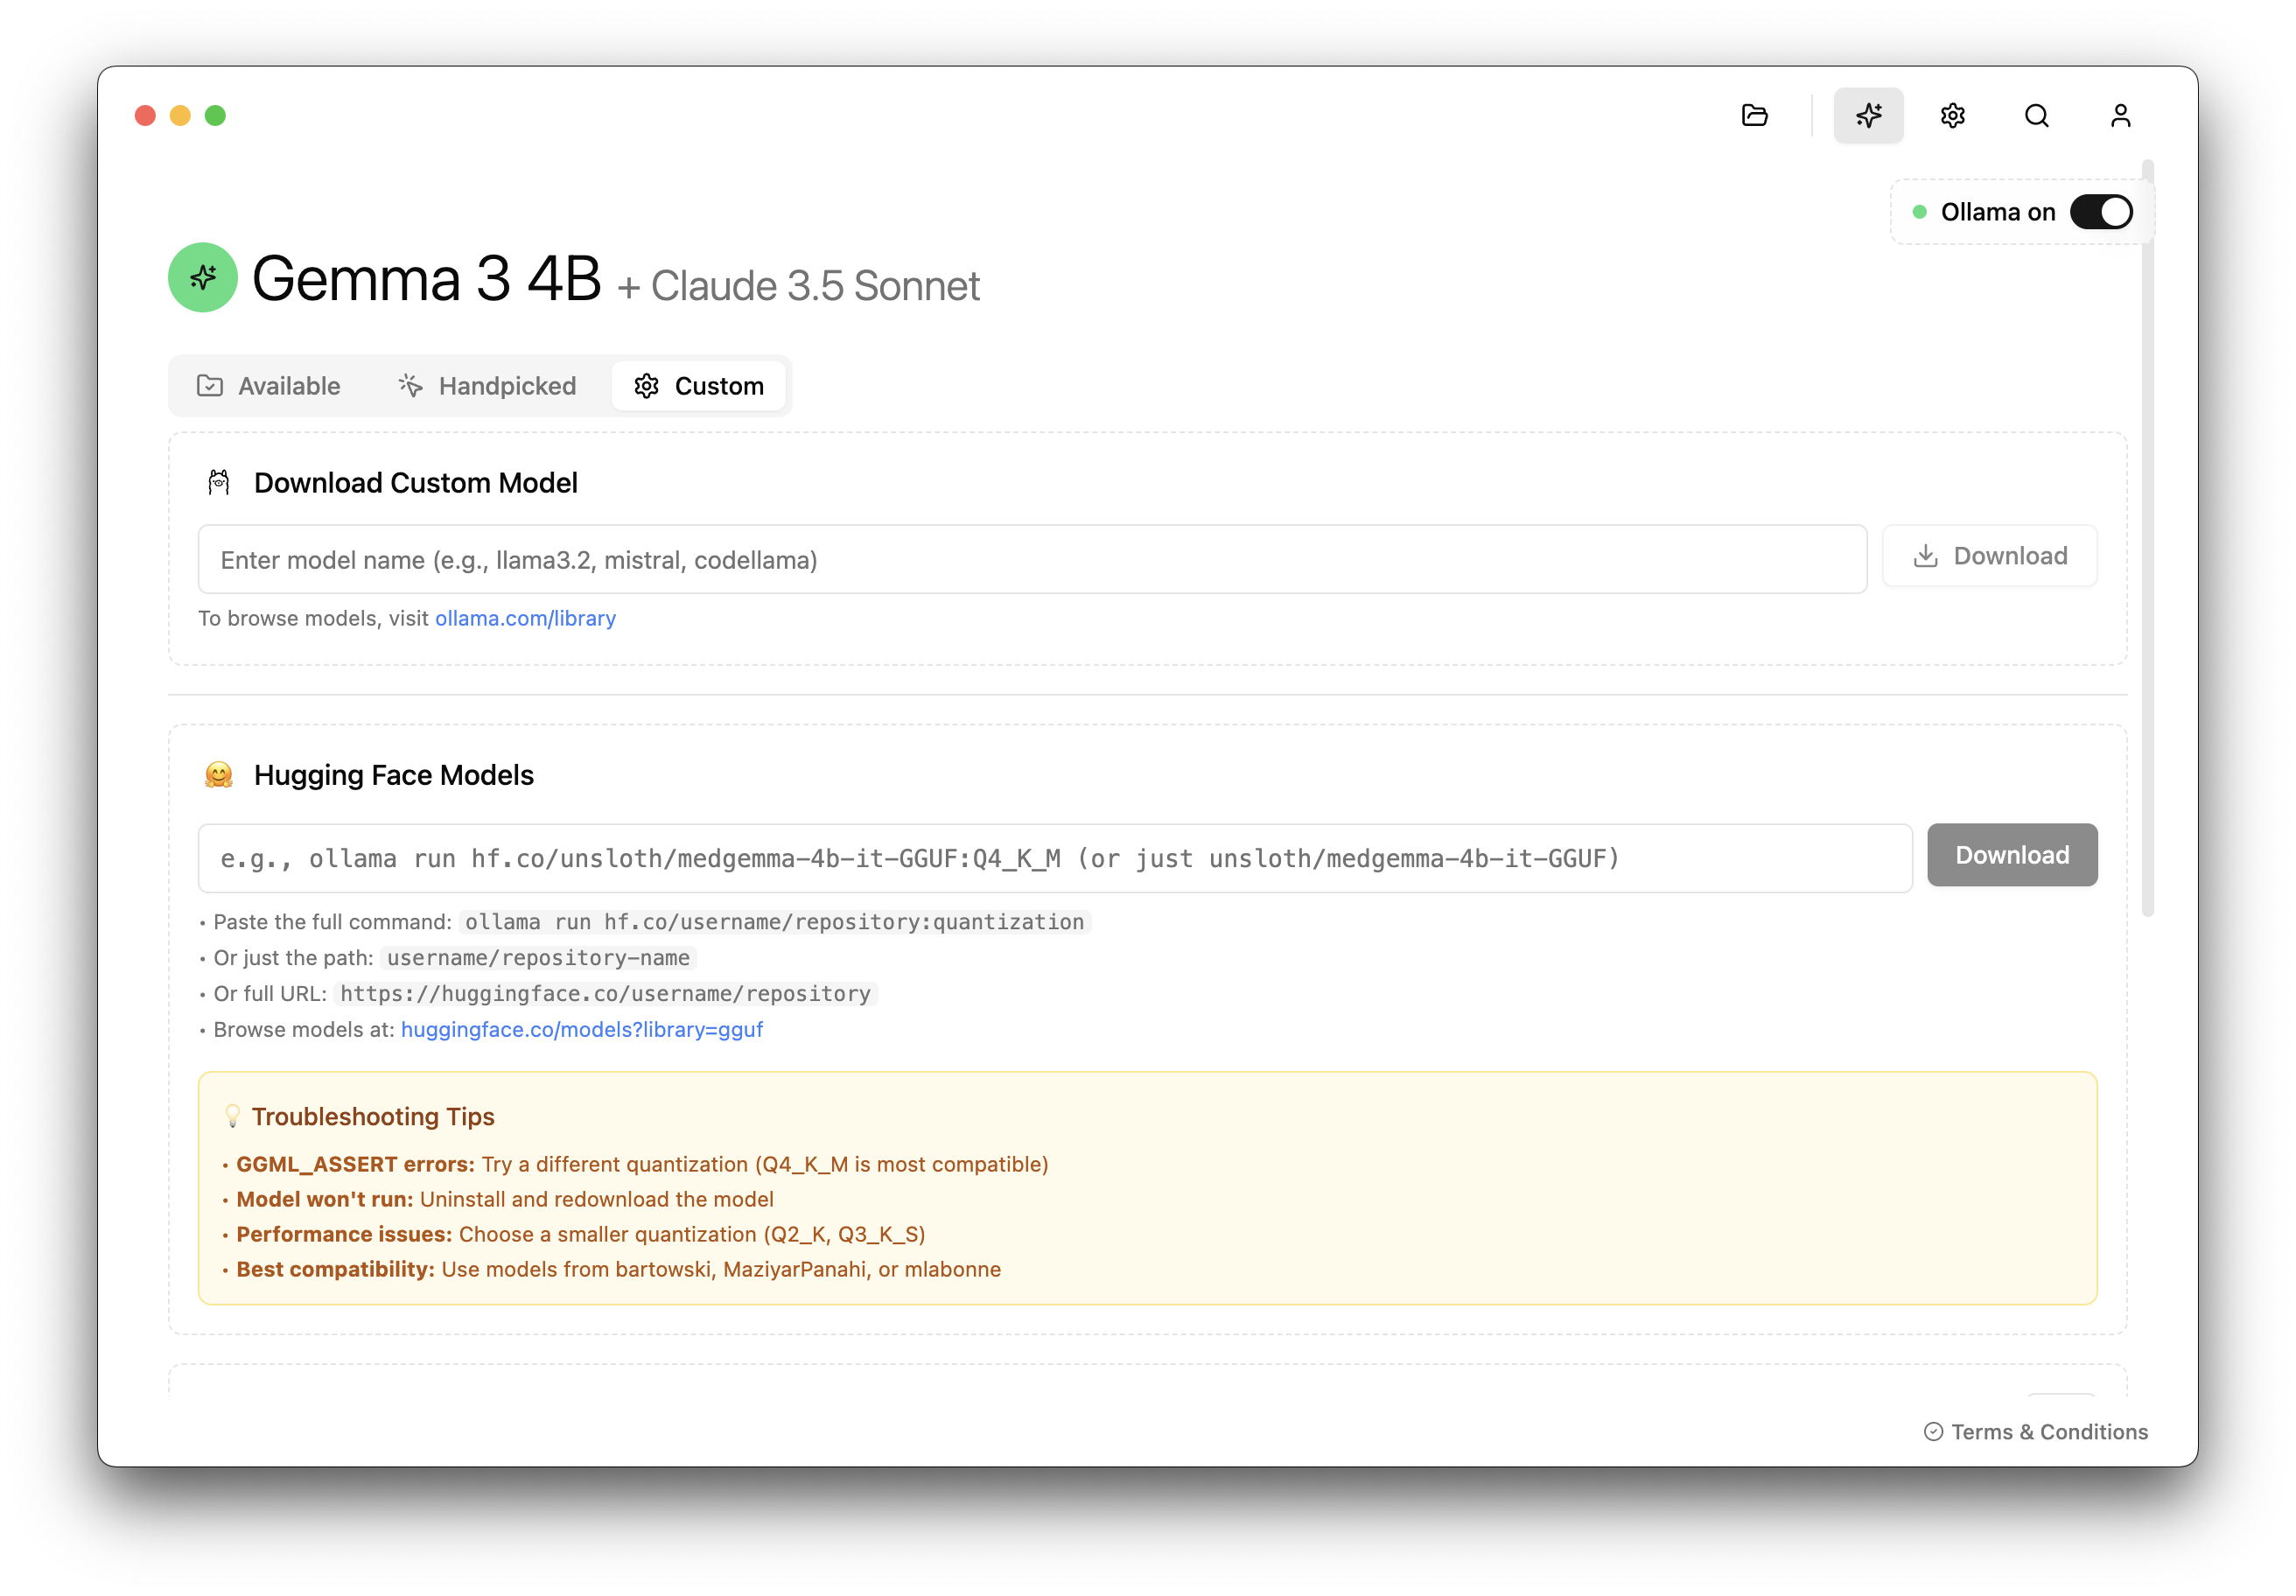 Ollama on
Gemma 3 4B + Claude 3.5 Sonnet
Available Handpicked Custom
Download Custom Model
Enter model name (e.g., llama3.2, mistral, codellama) Download
To browse models, visit ollama.com/library
Hugging Face Models
e.g., ollama run hf.co/unsloth/medgemma-4b-it-GGUF:Q4_K_M (or just unsloth/medgemma-4b-it-GGUF) Download
• Paste the full command: ollama run hf.co/username/repository:quantization
• Or just the path: username/repository-name
• Or full URL: https://huggingface.co/username/repository
• Browse models at: huggingface.co/models?library=gguf
💡 Troubleshooting Tips
• GGML_ASSERT errors: Try a different quantization (Q4_K_M is most compatible)
• Model won't run: Uninstall and redownload the model
• Performance issues: Choose a smaller quantization (Q2_K, Q3_K_S)
• Best compatibility: Use models from bartowski, MaziyarPanahi, or mlabonne
Terms & Conditions